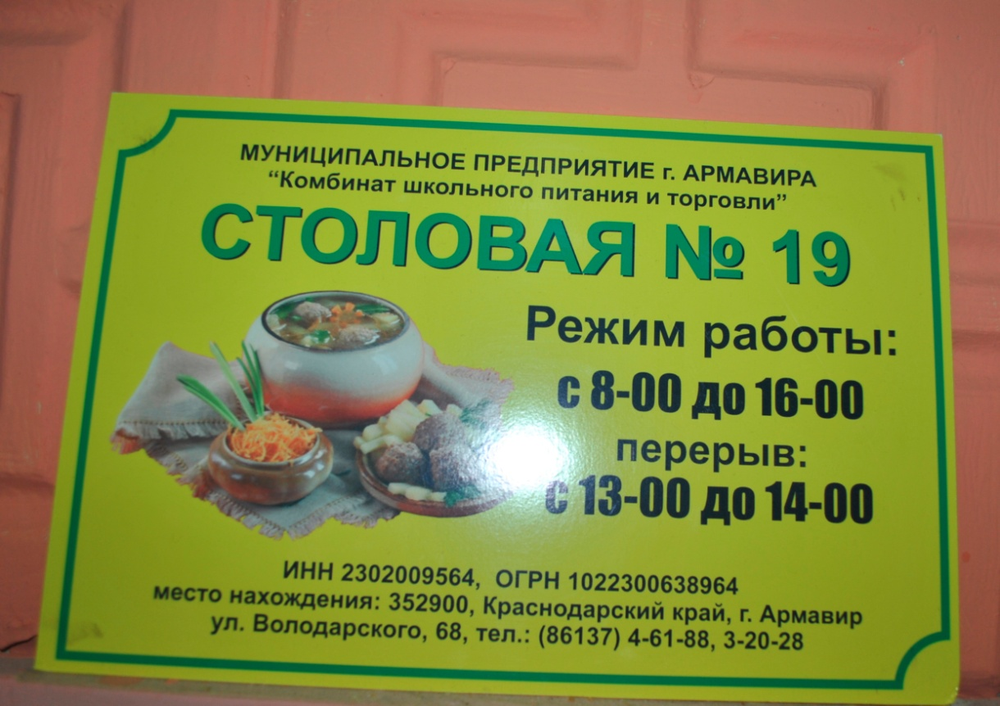 МУНИЦИПАЛЬНОЕ ПРЕДПРИЯТИЕ г. АРМАВИРА
“Комбинат школьного питания и торговли”
СТОЛОВАЯ № 19
Режим работы:
с 8-00 до 16-00
перерыв:
с 13-00 до 14-00
ИНН 2302009564, ОГРН 1022300638964
место нахождения: 352900, Краснодарский край, г. Армавир
ул. Володарского, 68, тел.: (86137) 4-61-88, 3-20-28